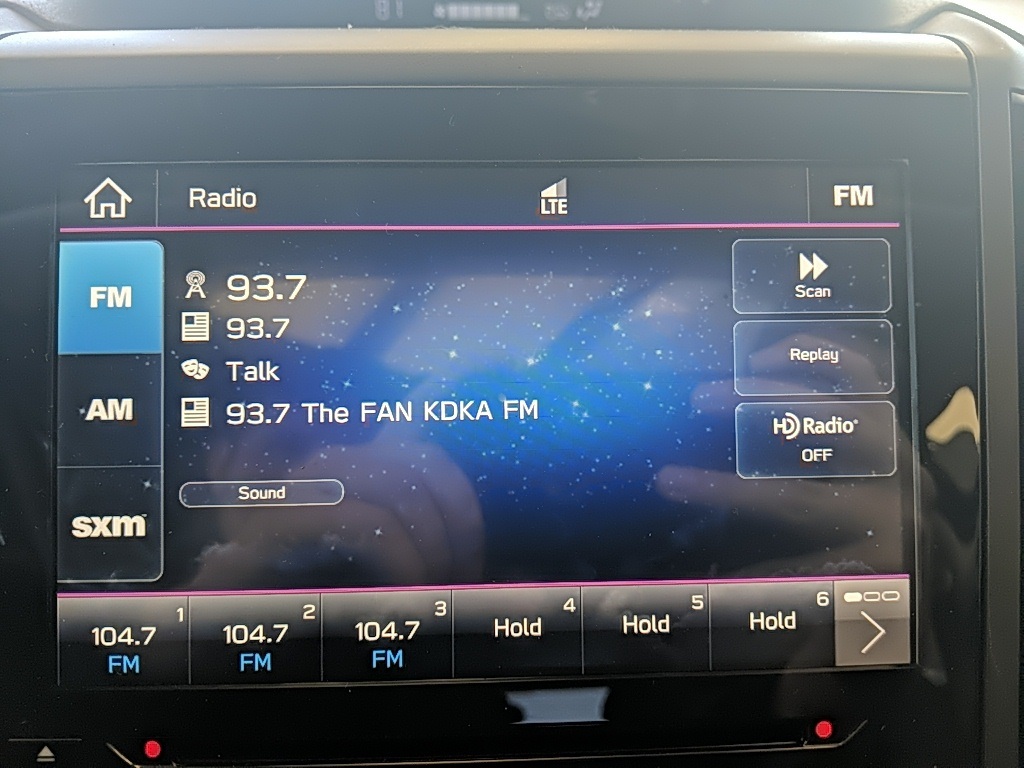 Radio
LTE
FM
FM
93.7
93.7
Talk
93.7 The FAN KDKA FM
AM
sxm
Sound
Scan
Replay
HD Radio®
OFF
1
104.7
FM
2
104.7
FM
3
104.7
FM
4
Hold
5
Hold
6
Hold